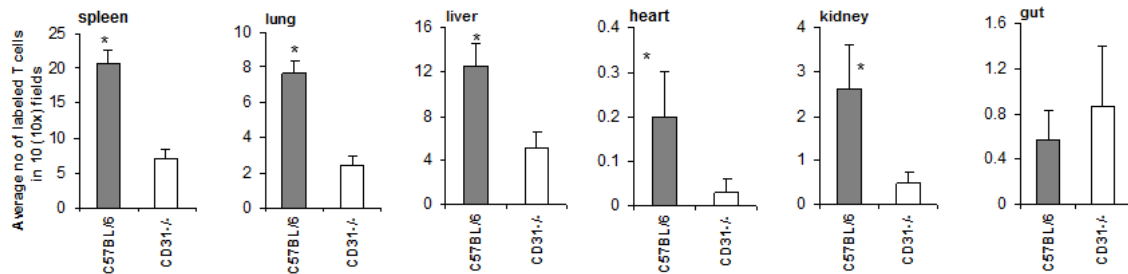 Average no of labeled T cells
in 10 (10x) fields
spleen
25
20
15
10
5
0
*
C57BL/6
CD31-/-
lung
10
8
6
4
2
0
*
C57BL/6
CD31-/-
liver
16
12
8
4
0
*
C57BL/6
CD31-/-
heart
0.4
0.3
0.2
0.1
0
*
C57BL/6
CD31-/-
kidney
4
3
2
1
0
*
C57BL/6
CD31-/-
gut
1.6
1.2
0.8
0.4
0
C57BL/6
CD31-/-